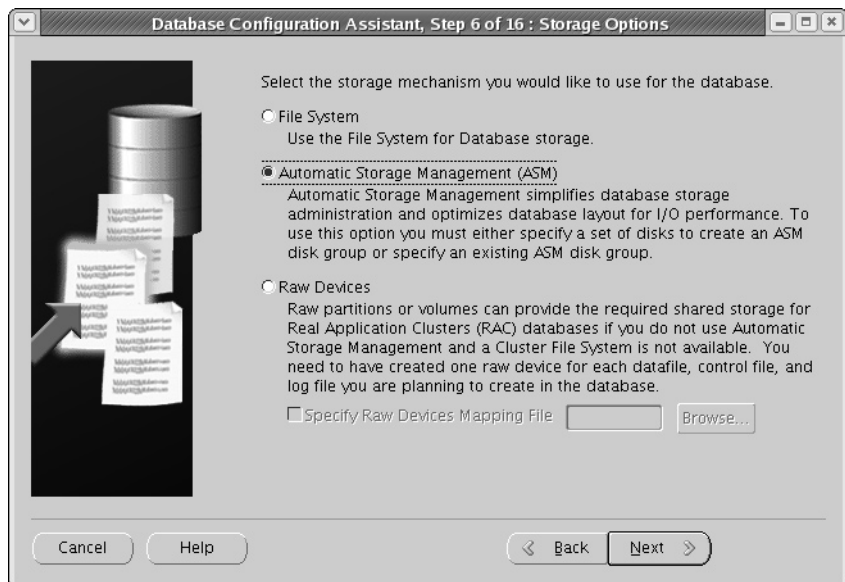 Database Configuration Assistant, Step 6 of 16 : Storage Options
Select the storage mechanism you would like to use for the database.
File System
Use the File System for Database storage.
Automatic Storage Management (ASM)
Automatic Storage Management simplifies database storage
administration and optimizes database layout for I/O performance. To
use this option you must either specify a set of disks to create an ASM
disk group or specify an existing ASM disk group.
Raw Devices
Raw partitions or volumes can provide the required shared storage for
Real Application Clusters (RAC) databases if you do not use Automatic
Storage Management and a Cluster File System is not available. You
need to have created one raw device for each datafile, control file, and
log file you are planning to create in the database.
Specify Raw Devices Mapping File
Browse...
Cancel
Help
Back
Next